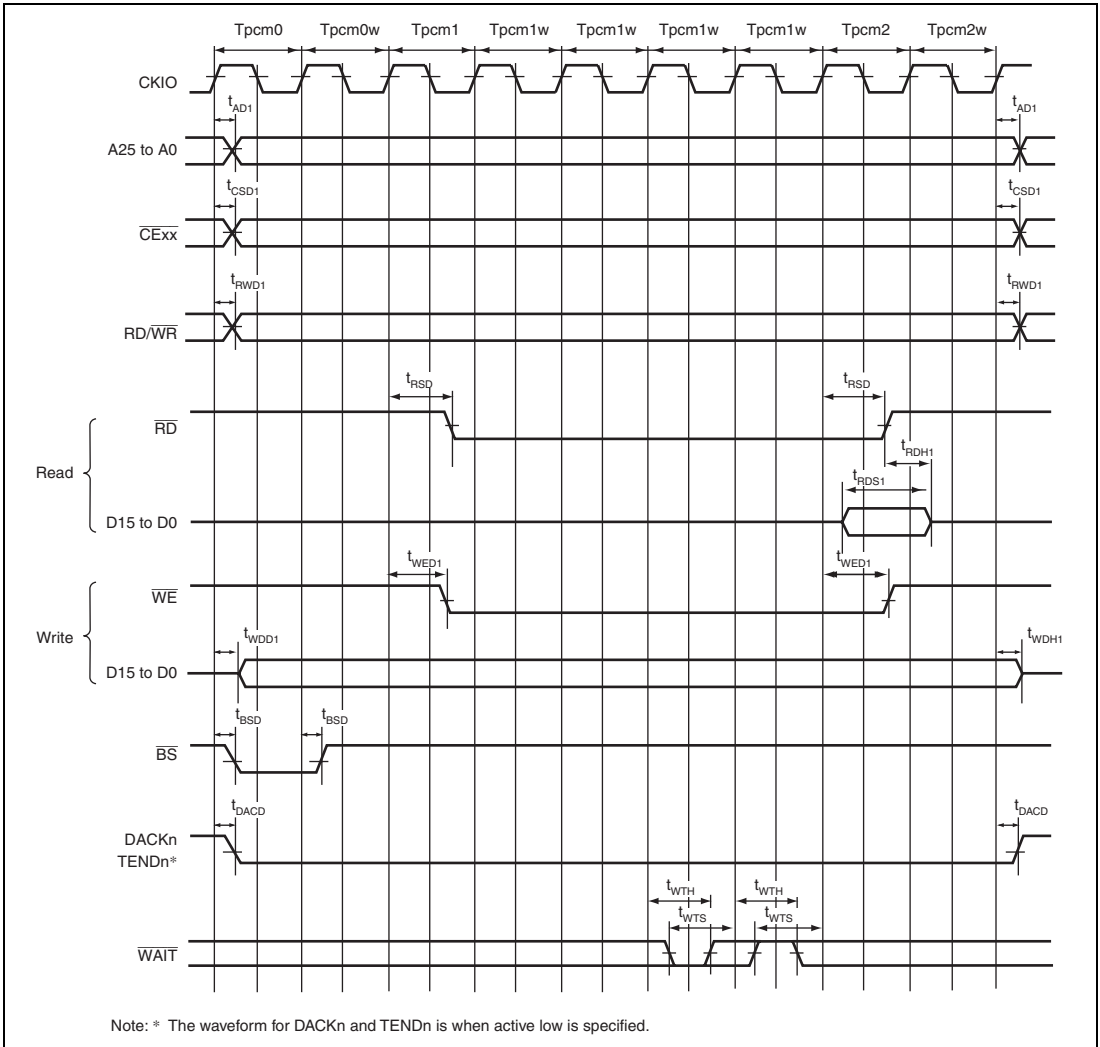 Tpcm0 Tpcm0w Tpcm1 Tpcm1w Tpcm1w Tpcm1w Tpcm1w Tpcm2 Tpcm2w
CKIO
tAD1 tAD1
A25 to A0
tCSD1 tCSD1
CExx
tRWD1 tRWD1
RD/WR
tRSD tRSD
RD
tRDH1
Read
tRDS1
D15 to D0
tWED1 tWED1
WE
Write
tWDD1 tWDH1
D15 to D0
tBSD tBSD
BS
tDACD tDACD
DACKn
TENDn*
tWTH tWTH
tWTS tWTS
WAIT
Note: * The waveform for DACKn and TENDn is when active low is specified.